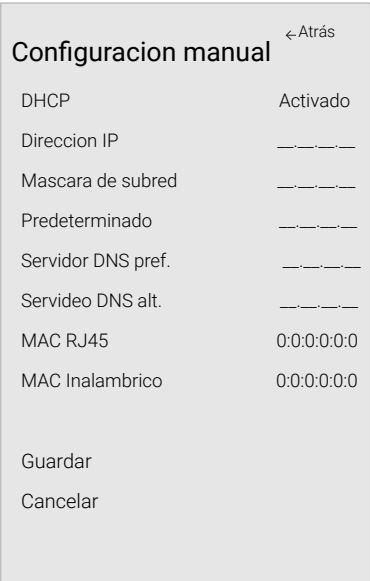 ←Atrás
Configuracion manual
DHCP Activado
Direccion IP __.__.__.__
Mascara de subred __.__.__.__
Predeterminado __.__.__.__
Servidor DNS pref. __.__.__.__
Servideo DNS alt. __.__.__.__
MAC RJ45 0:0:0:0:0:0
MAC Inalambrico 0:0:0:0:0:0
Guardar
Cancelar